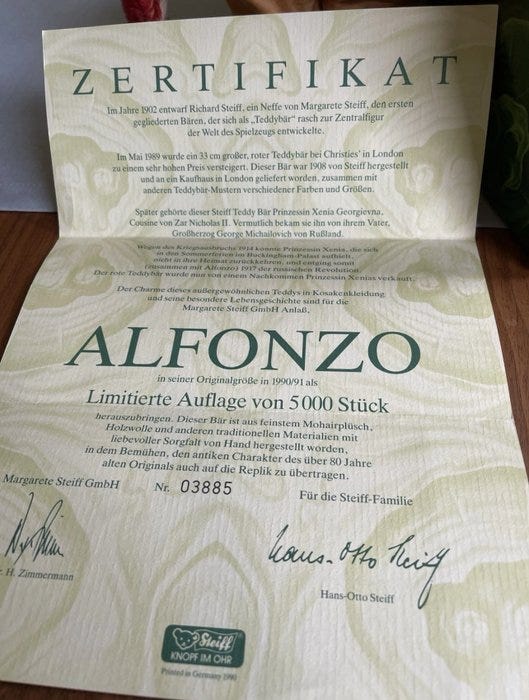 ZERTIFIKAT
Im Jahre 1902 entwarf Richard Steiff, ein Neffe von Margarete Steiff, den ersten
gegliederten Bären, der sich als „Teddybär" rasch zur Zentralfigur
der Welt des Spielzeugs entwickelte.
Im Mai 1989 wurde ein 33 cm großer, roter Teddybär bei Christies' in London
zu einem sehr hohen Preis versteigert. Dieser Bär war 1908 von Steiff hergestellt
und an ein Kaufhaus in London geliefert worden, zusammen mit
anderen Teddybär-Mustern verschiedener Farben und Größen.
Später gehörte dieser Steiff Teddy Bär Prinzessin Xenia Georgievna,
Cousine von Zar Nicholas II. Vermutlich bekam sie ihn von ihrem Vater,
Großherzog George Michailovich von Rußland.
Wegen des Kriegsausbruchs 1914 konnte Prinzessin Xenia, die sich
in den Sommerferien im Buckingham-Palast aufhielt,
nicht in ihre Heimat zurückkehren, und entging somit
(zusammen mit Alfonzo) 1917 der russischen Revolution.
Der rote Teddybär wurde nun von einem Nachkommen Prinzessin Xenias verkauft.
Der Charme dieses außergewöhnlichen Teddys in Kosakenkleidung
und seine besondere Lebensgeschichte sind für die
Margarete Steiff GmbH Anlaß,
ALFONZO
in seiner Originalgröße in 1990/91 als
Limitierte Auflage von 5000 Stück
herauszubringen. Dieser Bär ist aus feinstem Mohairplüsch,
Holzwolle und anderen traditionellen Materialien mit
liebevoller Sorgfalt von Hand hergestellt worden,
in dem Bemühen, den antiken Charakter des über 80 Jahre
alten Originals auch auf die Replik zu übertragen.
Margarete Steiff GmbH Nr. 03885 Für die Steiff-Familie
Hans-Otto Steiff
H. Zimmermann
Hans-Otto Steiff
Steiff
KNOPF IM OHR
Printed in Germany 1990